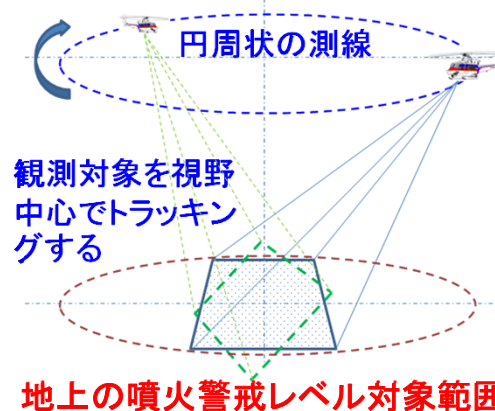 円周状の測線
観測対象を視野
中心でトラッキン
グする
地上の噴火警戒レベル対象範囲